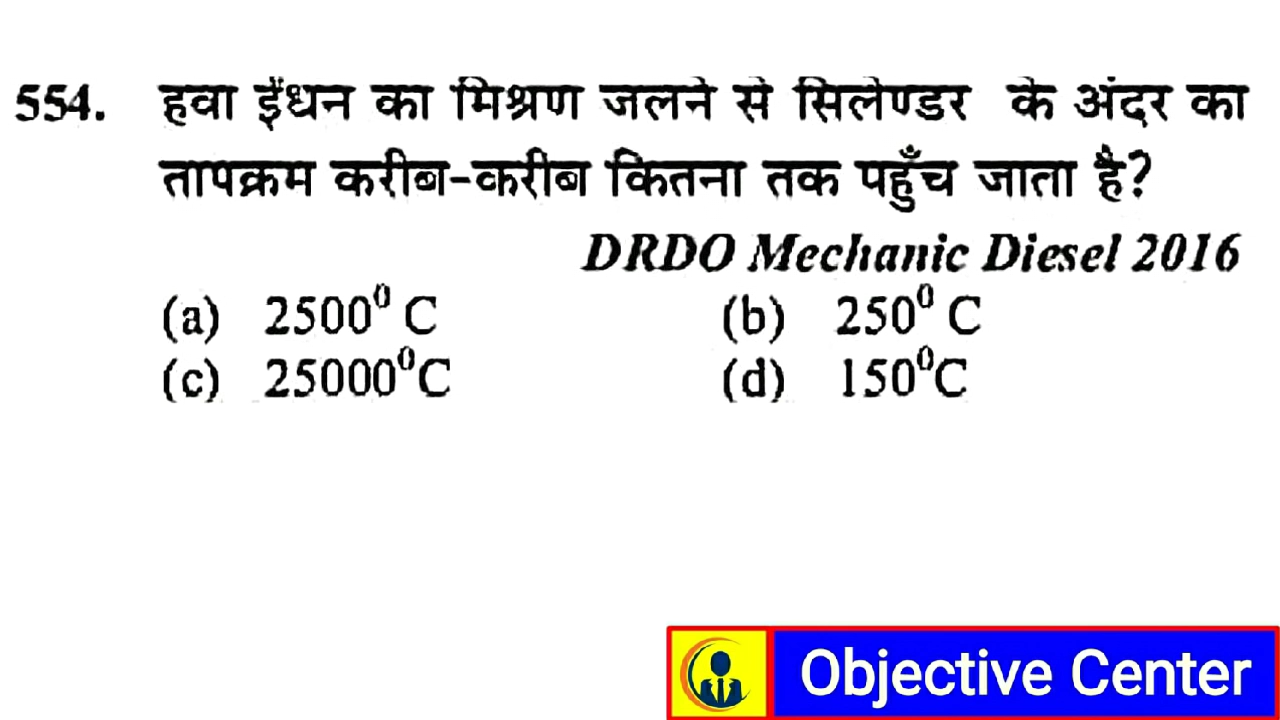 554. हवा ईंधन का मिश्रण जलने से सिलेण्डर के अंदर का
तापक्रम करीब-करीब कितना तक पहुँच जाता है?
DRDO Mechanic Diesel 2016
(a) 2500⁰ C (b) 250⁰ C
(c) 25000⁰C (d) 150⁰C
Objective Center